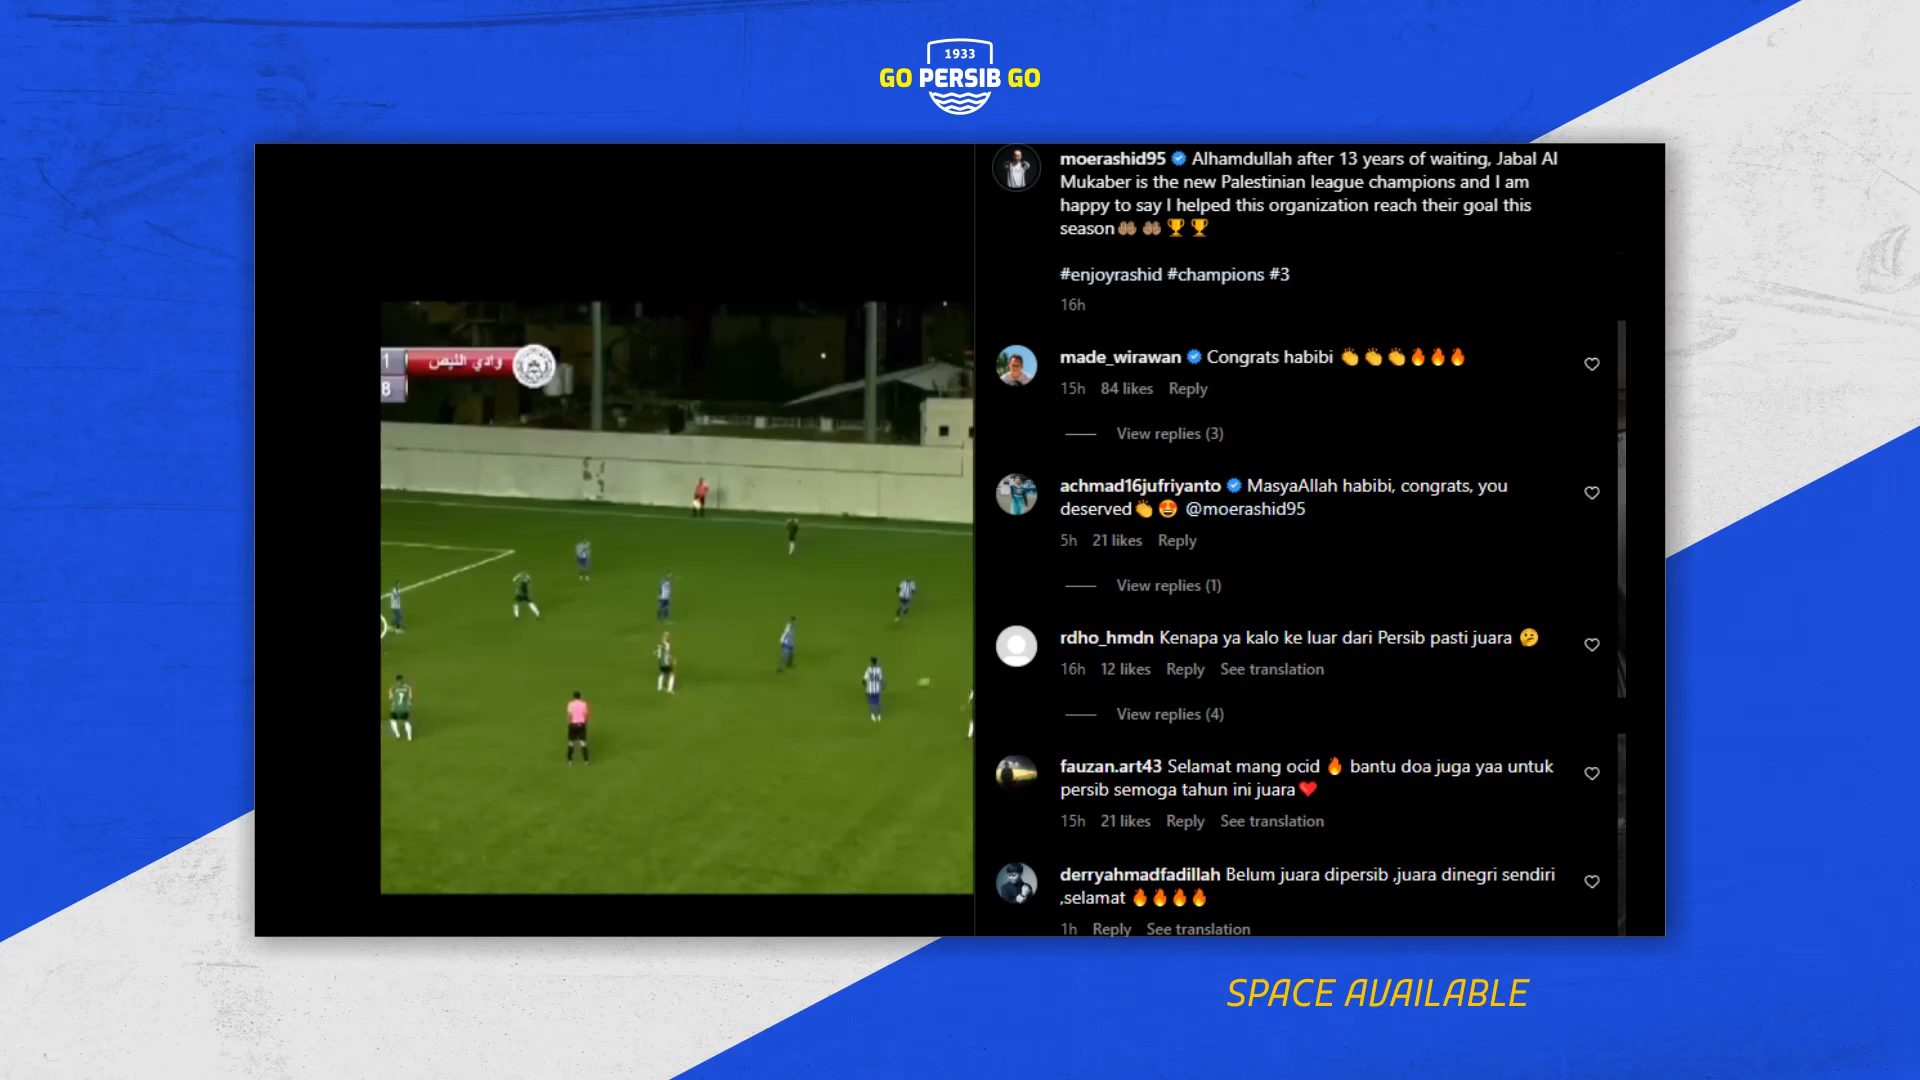 1933
GO PERSIB GO
moerashid95 Alhamdullah after 13 years of waiting, Jabal Al
Mukaber is the new Palestinian league champions and I am
happy to say I helped this organization reach their goal this
season🤲🏽 🤲🏽 🏆 🏆
#enjoyrashid #champions #3
16h
1 وادي النيص
8
made_wirawan Congrats habibi 👏 👏 👏🔥🔥🔥
15h 84 likes Reply
View replies (3)
achmad16jufriyanto MasyaAllah habibi, congrats, you
deserved👏 😍 @moerashid95
5h 21 likes Reply
View replies (1)
rdho_hmdn Kenapa ya kalo ke luar dari Persib pasti juara 🤔
16h 12 likes Reply See translation
View replies (4)
fauzan.art43 Selamat mang ocid 🔥 bantu doa juga yaa untuk
persib semoga tahun ini juara❤️
15h 21 likes Reply See translation
derryahmadfadillah Belum juara dipersib ,juara dinegri sendiri
,selamat 🔥🔥🔥🔥
1h Reply See translation
7
SPACE AVAILABLE